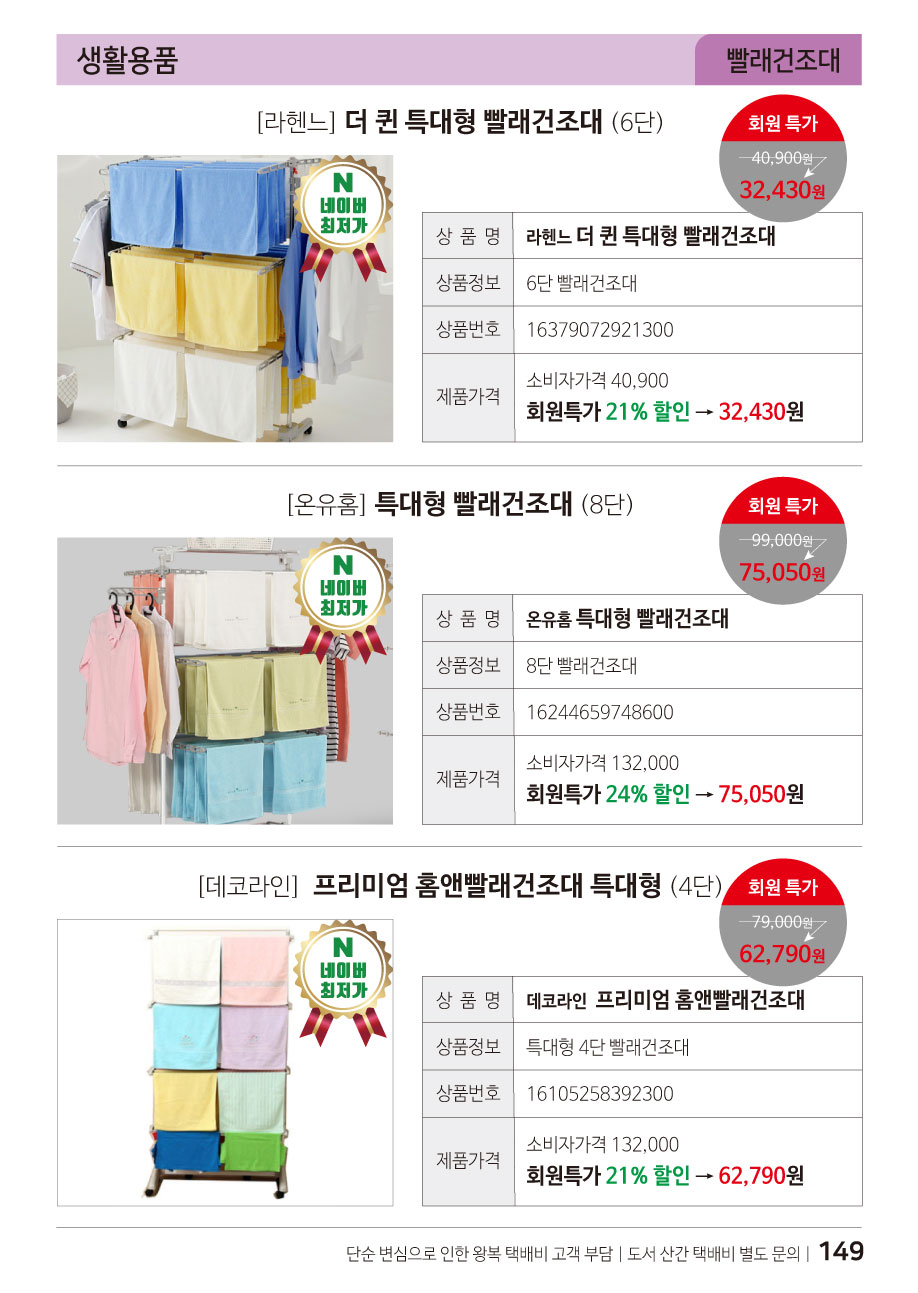 생활용품
빨래건조대
[라헨느] 더 퀸 특대형 빨래건조대 (6단)
회원 특가
40,900원
32,430원
N
네이버
최저가
상 품 명 라헨느 더 퀸 특대형 빨래건조대
상품정보 6단 빨래건조대
상품번호 16379072921300
제품가격
소비자가격 40,900
회원특가 21% 할인 → 32,430원
[온유홈] 특대형 빨래건조대 (8단)
회원 특가
99,000원
75,050원
N
네이버
최저가
상 품 명 온유홈 특대형 빨래건조대
상품정보 8단 빨래건조대
상품번호 16244659748600
제품가격
소비자가격 132,000
회원특가 24% 할인 → 75,050원
[데코라인] 프리미엄 홈앤빨래건조대 특대형 (4단)
회원 특가
79,000원
62,790원
N
네이버
최저가
상 품 명 데코라인 프리미엄 홈앤빨래건조대
상품정보 특대형 4단 빨래건조대
상품번호 16105258392300
제품가격
소비자가격 132,000
회원특가 21% 할인 → 62,790원
단순 변심으로 인한 왕복 택배비 고객 부담 | 도서 산간 택배비 별도 문의 | 149